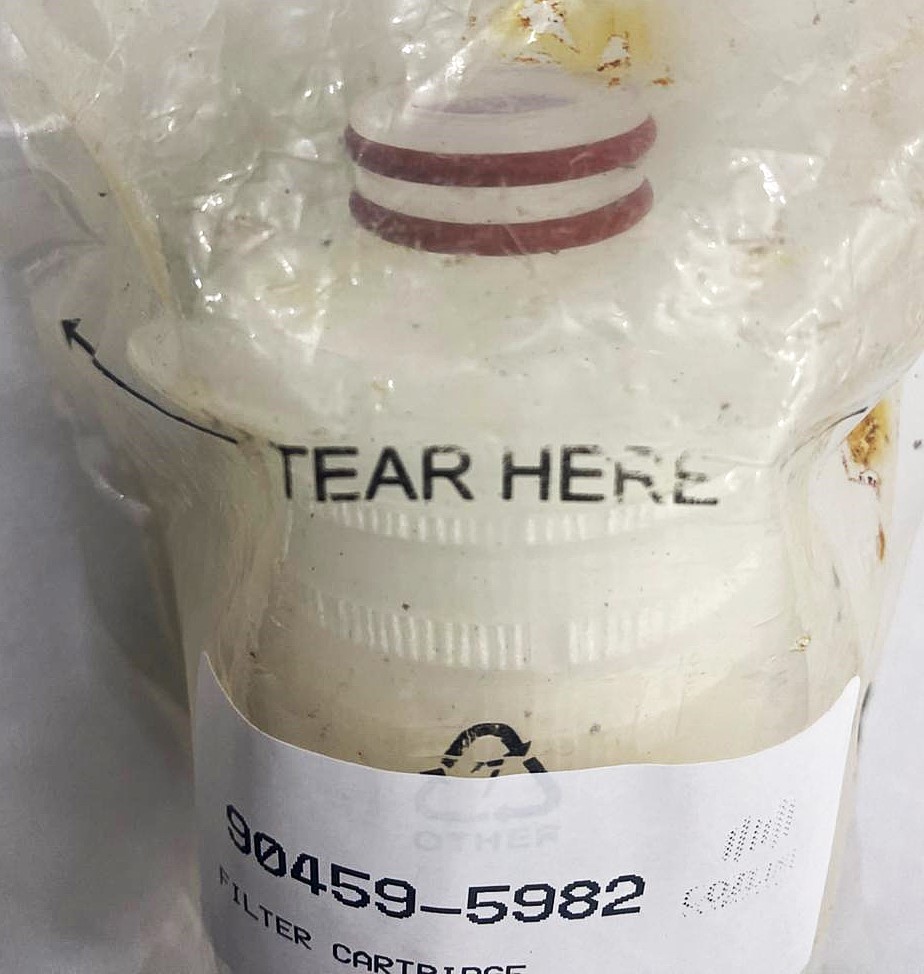 TEAR HERE
OTHER
90459-5982
FILTER CARTRIDGE